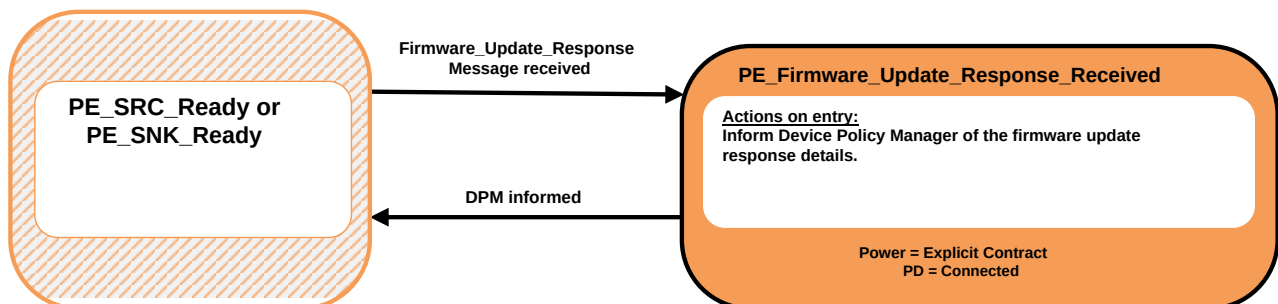 Firmware_Update_Response
Message received
PE_SRC_Ready or
PE_SNK_Ready
PE_Firmware_Update_Response_Received
Actions on entry:
Inform Device Policy Manager of the firmware update
response details.
DPM informed
Power = Explicit Contract
PD = Connected